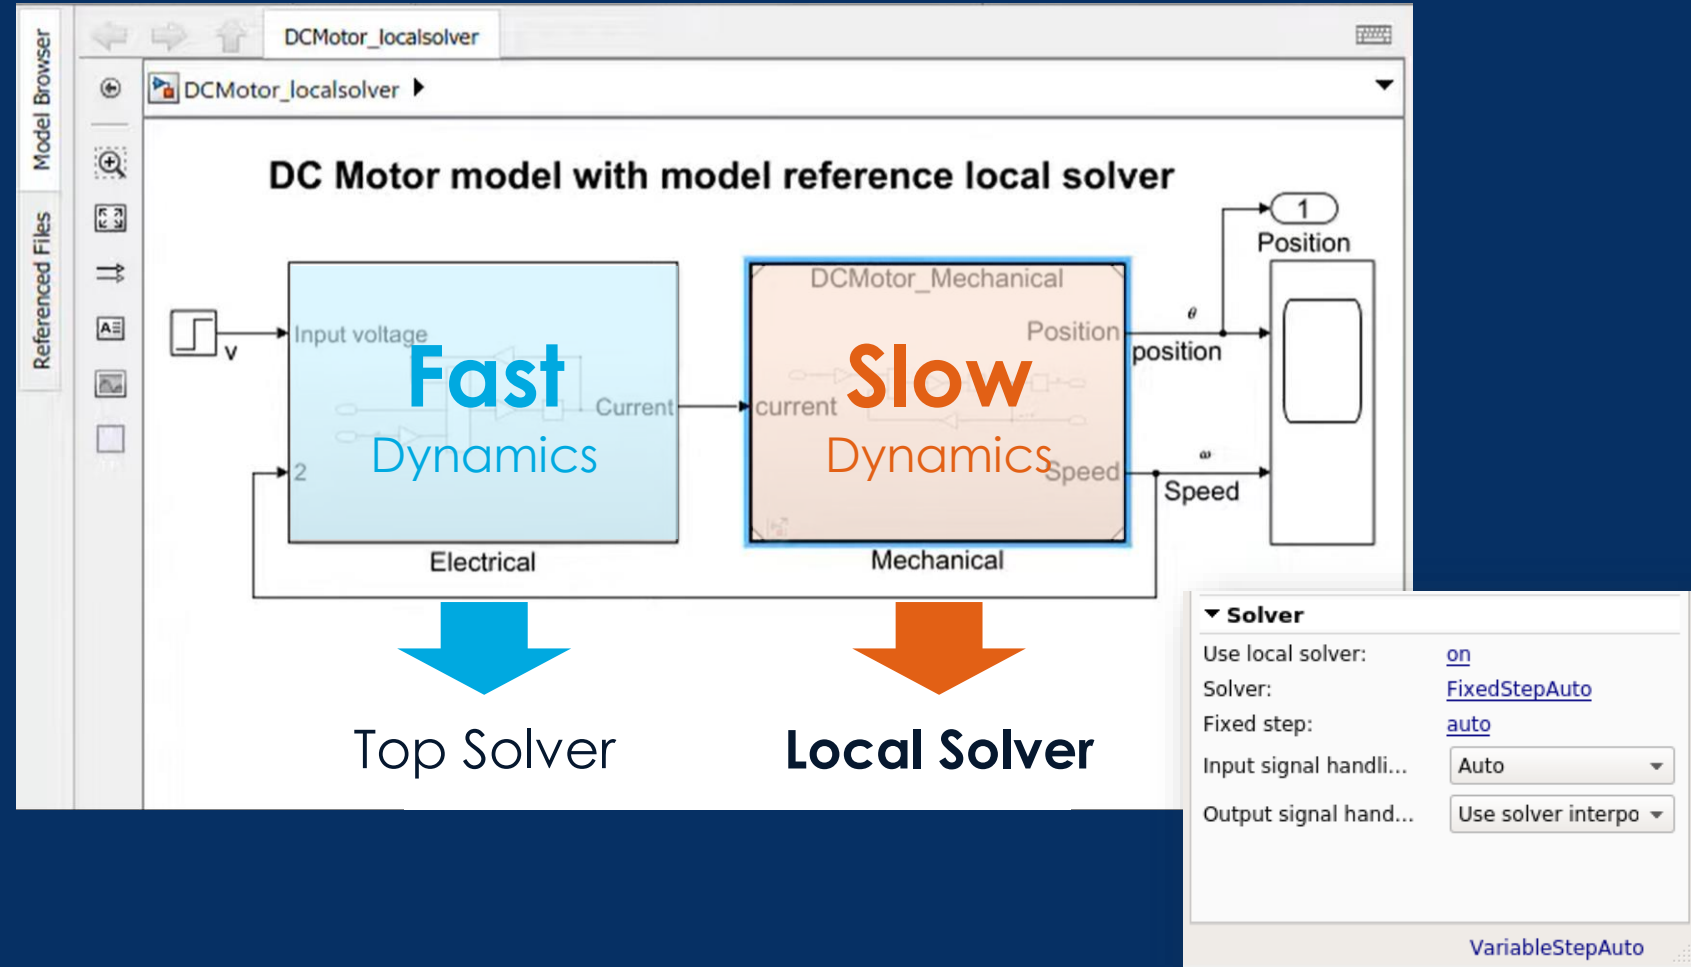 Model Browser
Referenced Files
DCMotor_localsolver
DCMotor_localsolver
DC Motor model with model reference local solver
1
Position
DCMotor_Mechanical
Input voltage
Position
θ
v
position
Fast
Slow
Current
current
Dynamics
Dynamics
2
Speed
ω
Speed
Electrical
Mechanical
Top Solver
Local Solver
Solver
Use local solver: on
Solver: FixedStepAuto
Fixed step: auto
Input signal handli... Auto
Output signal hand... Use solver interpo
VariableStepAuto